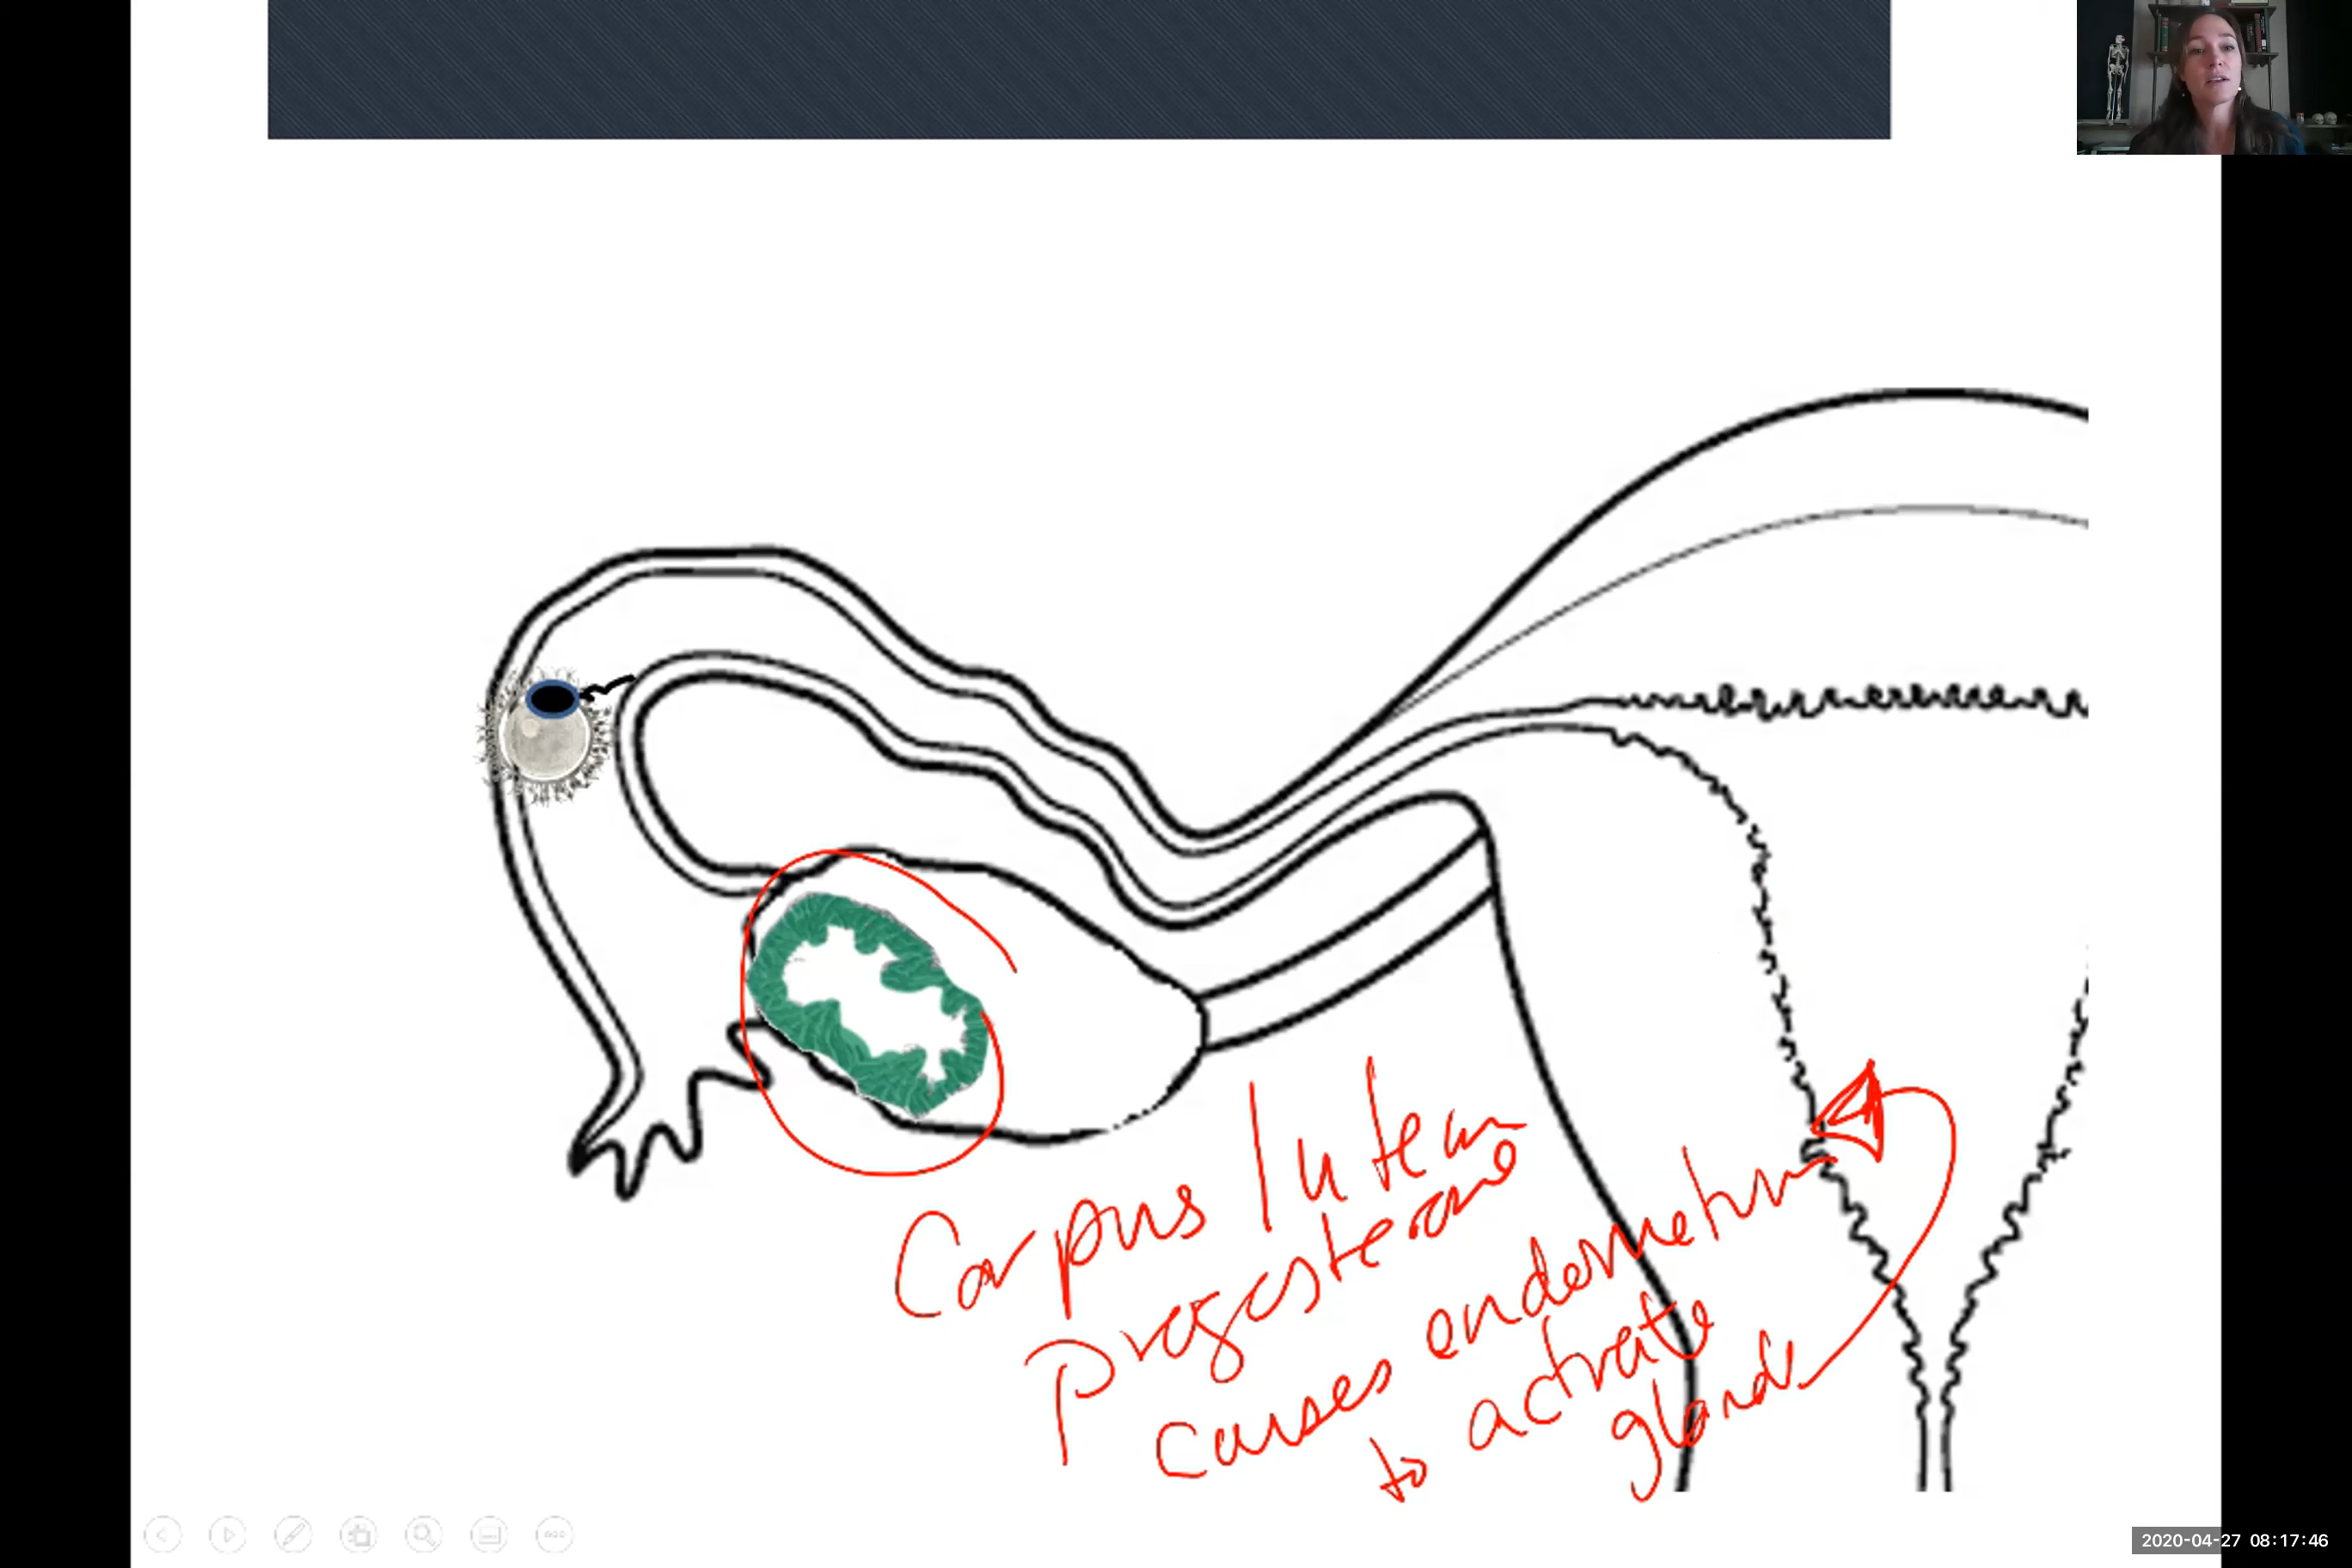 Corpus luteum
Progesterone
causes endometrium
to activate
glands
2020-04-27 08:17:46